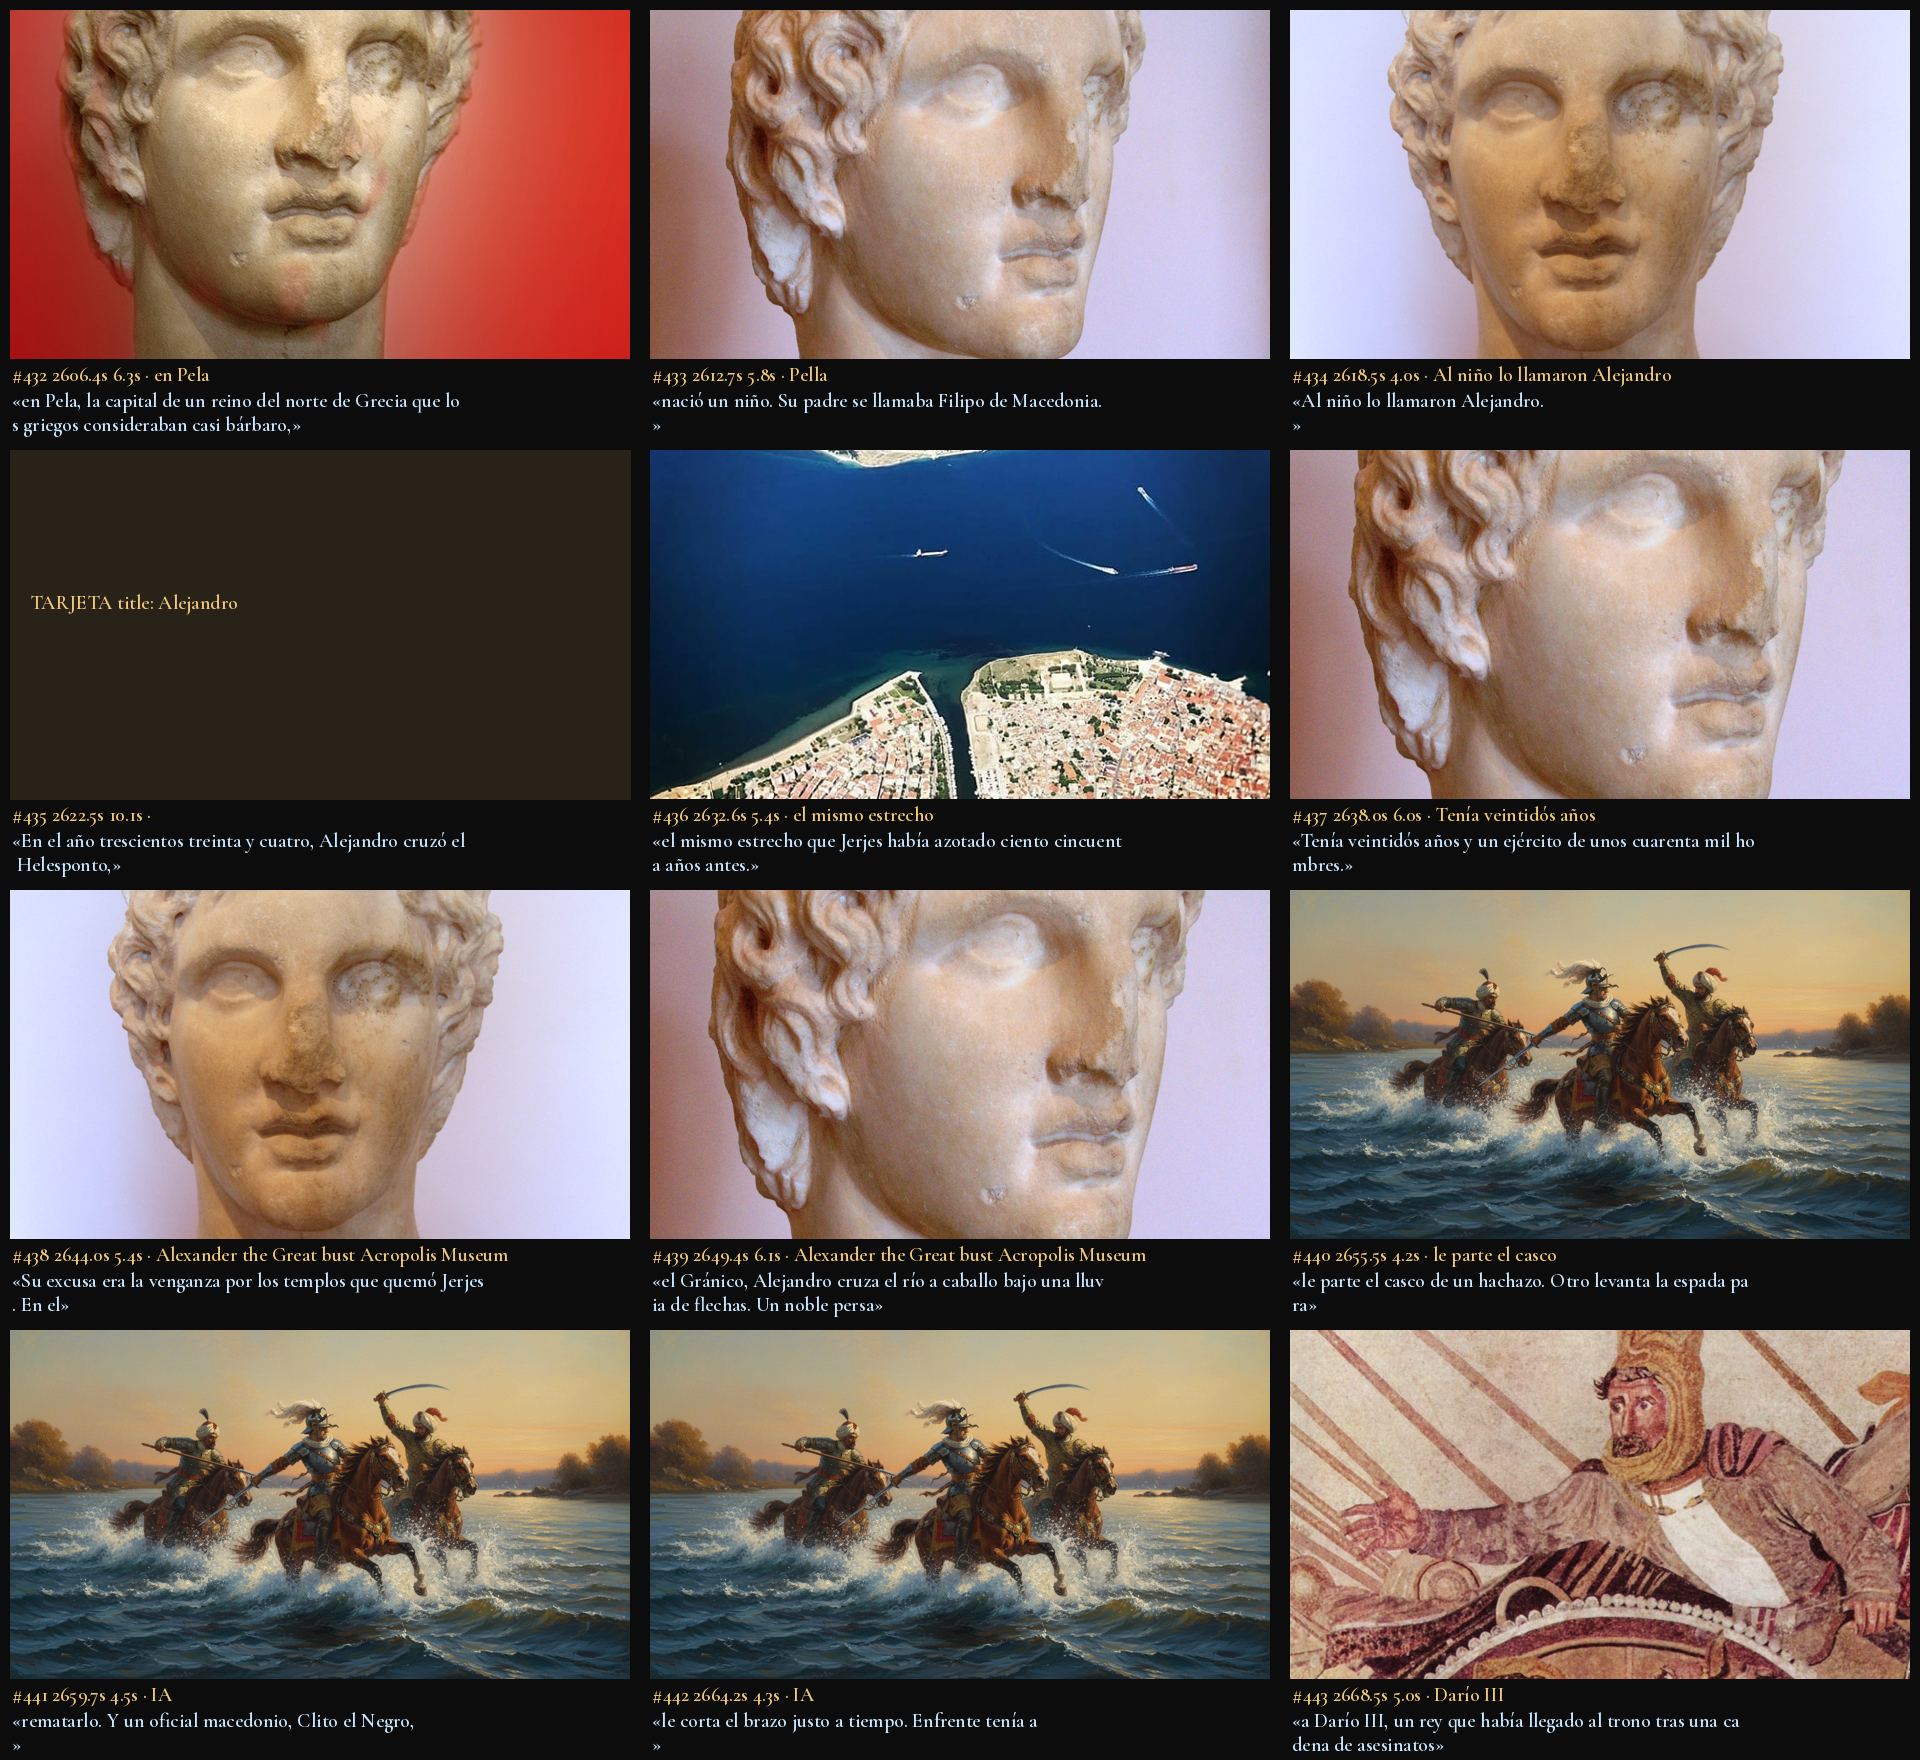 #432 2606.4s 6.3s · en Pela
«en Pela, la capital de un reino del norte de Grecia que lo
s griegos consideraban casi bárbaro,»
#433 2612.7s 5.8s · Pella
«nació un niño. Su padre se llamaba Filipo de Macedonia.
»
#434 2618.5s 4.0s · Al niño lo llamaron Alejandro
«Al niño lo llamaron Alejandro.
»
TARJETA title: Alejandro
#435 2622.5s 10.1s ·
«En el año trescientos treinta y cuatro, Alejandro cruzó el
Helesponto,»
#436 2632.6s 5.4s · el mismo estrecho
«el mismo estrecho que Jerjes había azotado ciento cincuent
a años antes.»
#437 2638.0s 6.0s · Tenía veintidós años
«Tenía veintidós años y un ejército de unos cuarenta mil ho
mbres.»
#438 2644.0s 5.4s · Alexander the Great bust Acropolis Museum
«Su excusa era la venganza por los templos que quemó Jerjes
. En el»
#439 2649.4s 6.1s · Alexander the Great bust Acropolis Museum
«el Gránico, Alejandro cruza el río a caballo bajo una lluv
ia de flechas. Un noble persa»
#440 2655.5s 4.2s · le parte el casco
«le parte el casco de un hachazo. Otro levanta la espada pa
ra»
#441 2659.7s 4.5s · IA
«rematarlo. Y un oficial macedonio, Clito el Negro,
»
#442 2664.2s 4.3s · IA
«le corta el brazo justo a tiempo. Enfrente tenía a
»
#443 2668.5s 5.0s · Darío III
«a Darío III, un rey que había llegado al trono tras una ca
dena de asesinatos»